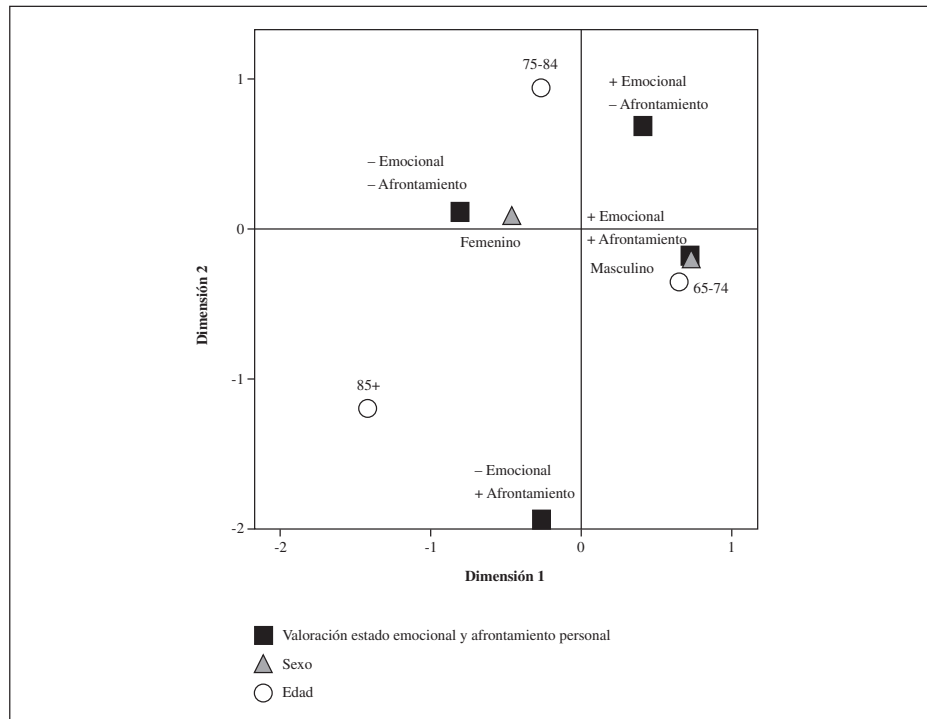 75-84
1
+ Emocional
– Afrontamiento
– Emocional
– Afrontamiento
+ Emocional
0
+ Afrontamiento
Femenino
Masculino
65-74
Dimensión 2
-1
85+
– Emocional
+ Afrontamiento
-2
-2
-1
0
1
Dimensión 1
Valoración estado emocional y afrontamiento personal
Sexo
Edad